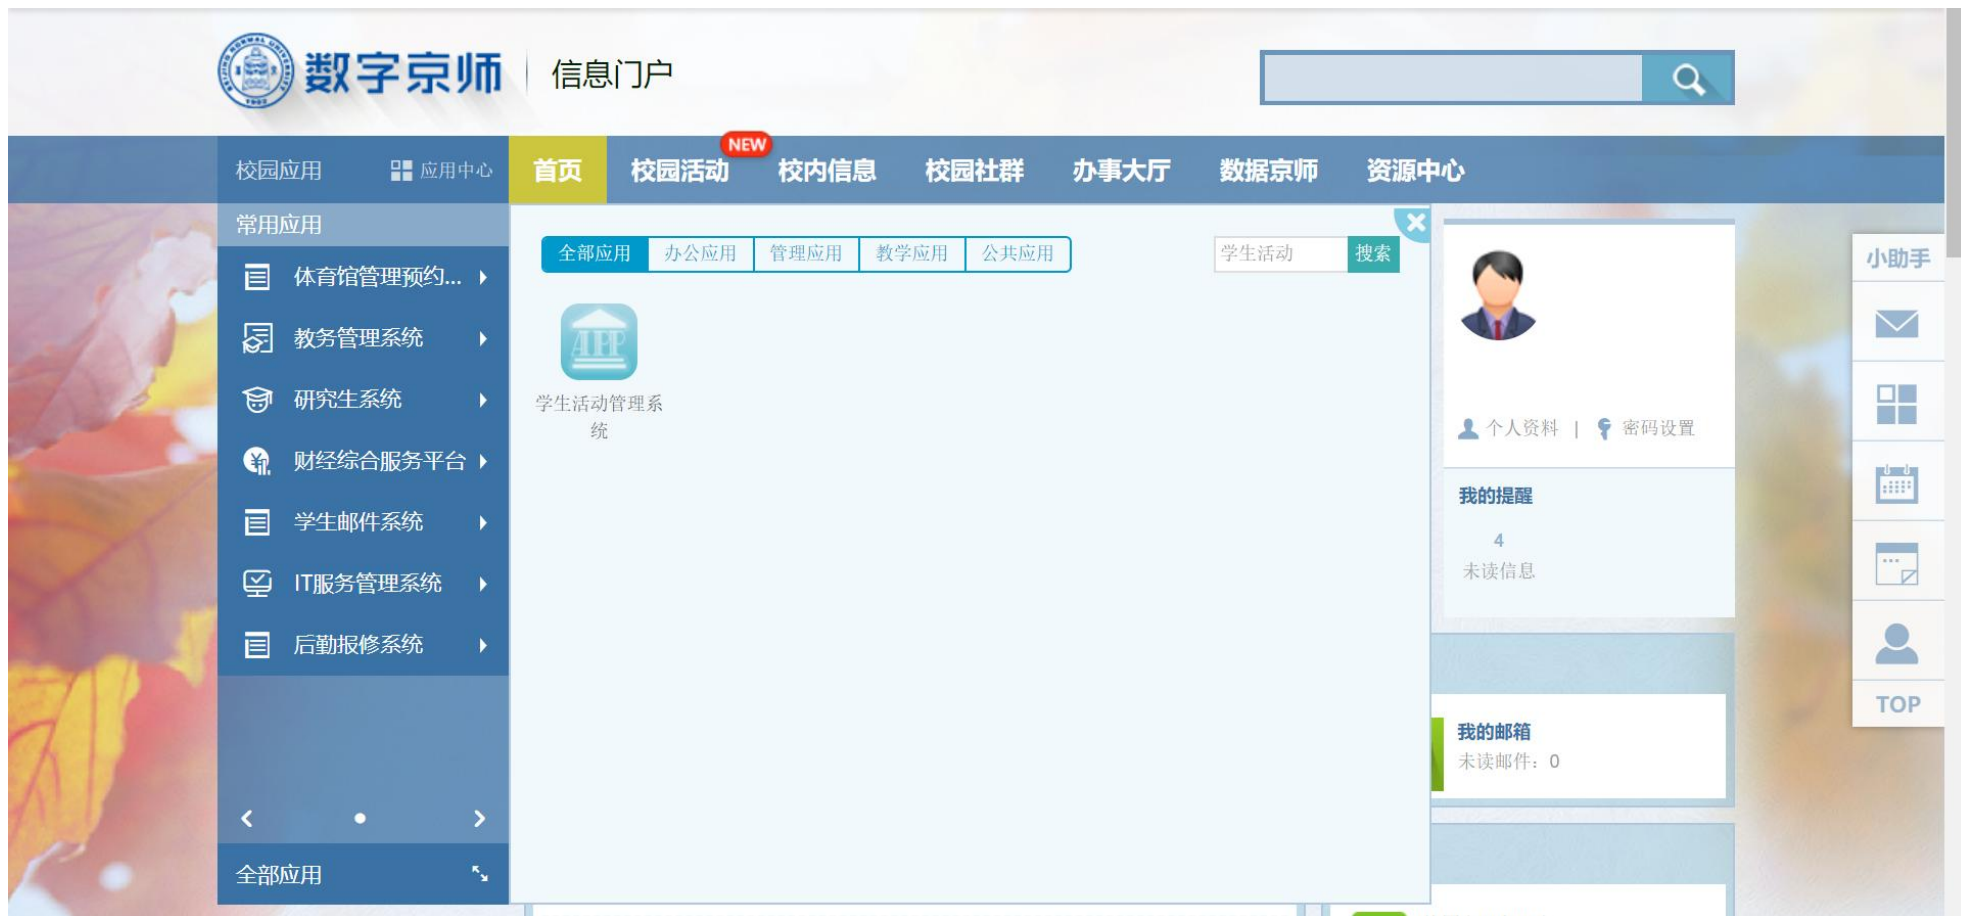 数字京师 信息门户
校园应用 应用中心 首页 校园活动 NEW 校内信息 校园社群 办事大厅 数据京师 资源中心
常用应用
体育馆管理预约...
教务管理系统
研究生系统
财经综合服务平台
学生邮件系统
IT服务管理系统
后勤报修系统
全部应用
全部应用 办公应用 管理应用 教学应用 公共应用 学生活动 搜索
APP
学生活动管理系
统
个人资料 | 密码设置
我的提醒
4
未读信息
我的邮箱
未读邮件：0
小助手
TOP